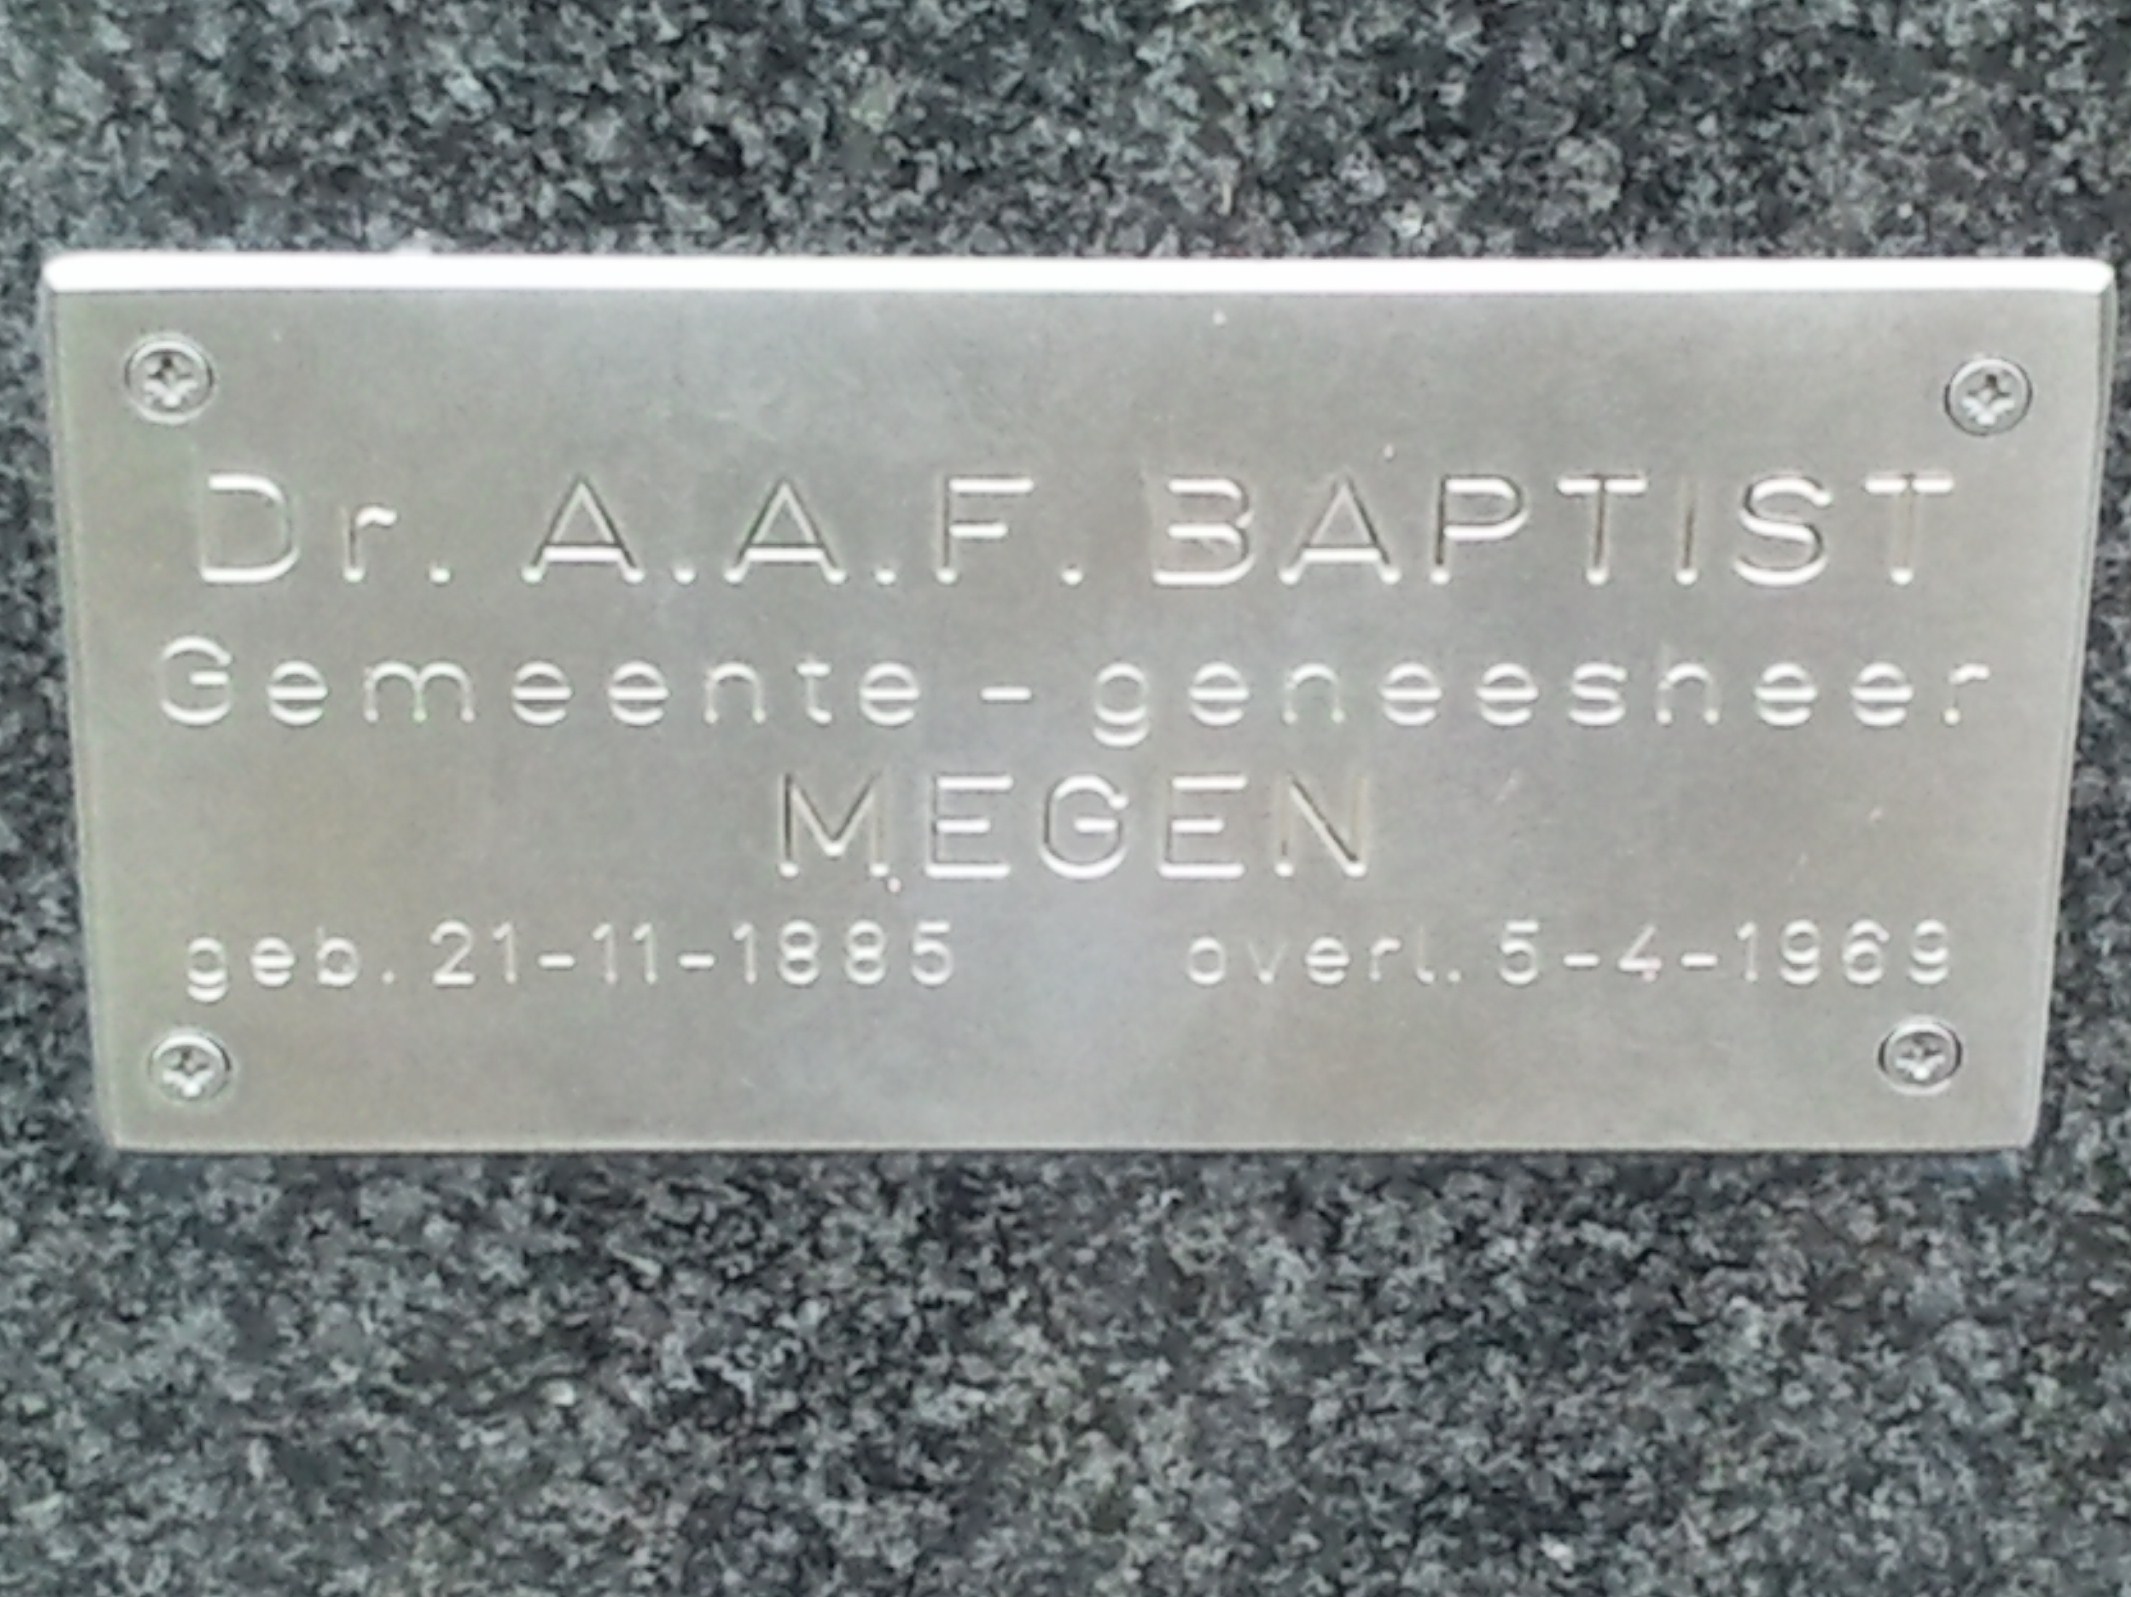 Dr. A.A.F. BAPTIST
Gemeente-geneesheer
MEGEN
geb. 21-11-1885 overl. 5-4-1969